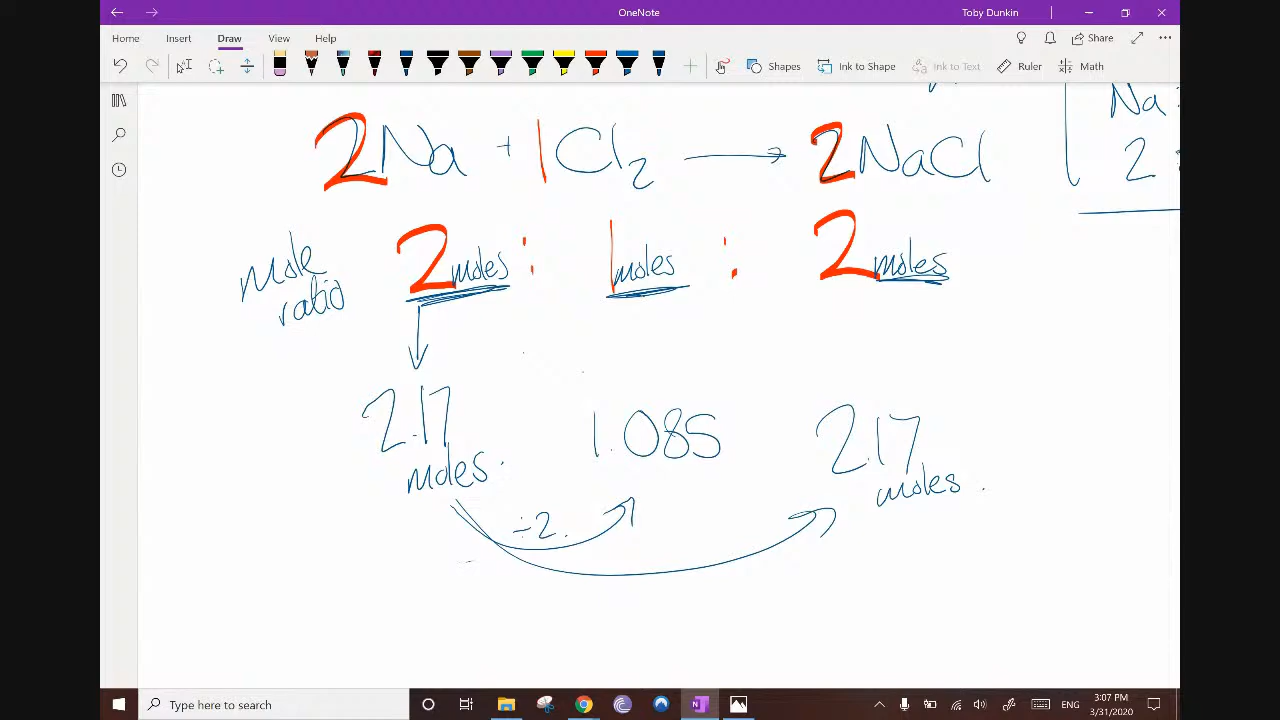 OneNote
Toby Dunkin
Home Insert Draw View Help
Share
Shapes Ink to Shape Ink to Text Ruler Math
Na:
2 :
2Na + 1Cl₂ → 2NaCl
Mole ratio
2 moles : 1 moles : 2 moles
2.17 moles. 1.085 2.17 moles.
÷2.
Type here to search
ENG
3:07 PM
3/31/2020